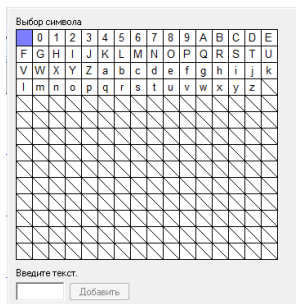 Выбор символа
0 1 2 3 4 5 6 7 8 9 A B C D E
F G H I J K L M N O P Q R S T U
V W X Y Z a b c d e f g h i j k
l m n o p q r s t u v w x y z
Введите текст.
Добавить